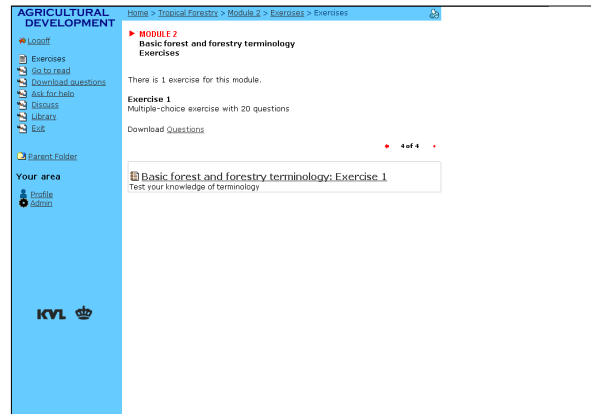 AGRICULTURAL
DEVELOPMENT
Logoff
Exercises
Go to read
Download questions
Ask for help
Discuss
Library
Exit
Parent Folder
Your area
Profile
Admin
KVL
Home > Tropical Forestry > Module 2 > Exercises > Exercises
MODULE 2
Basic forest and forestry terminology
Exercises
There is 1 exercise for this module.
Exercise 1
Multiple-choice exercise with 20 questions
Download Questions
4 of 4
Basic forest and forestry terminology: Exercise 1
Test your knowledge of terminology